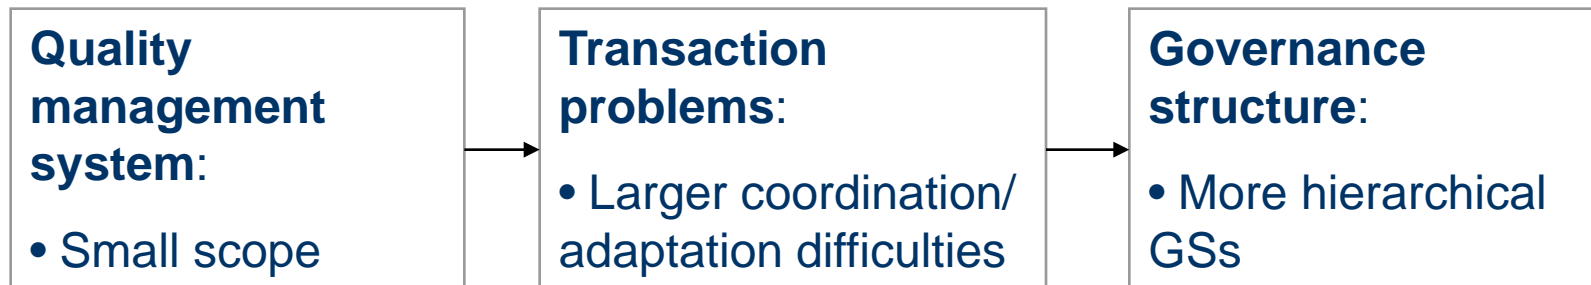 Quality
management
system:
• Small scope
Transaction
problems:
• Larger coordination/
adaptation difficulties
Governance
structure:
• More hierarchical
GSs